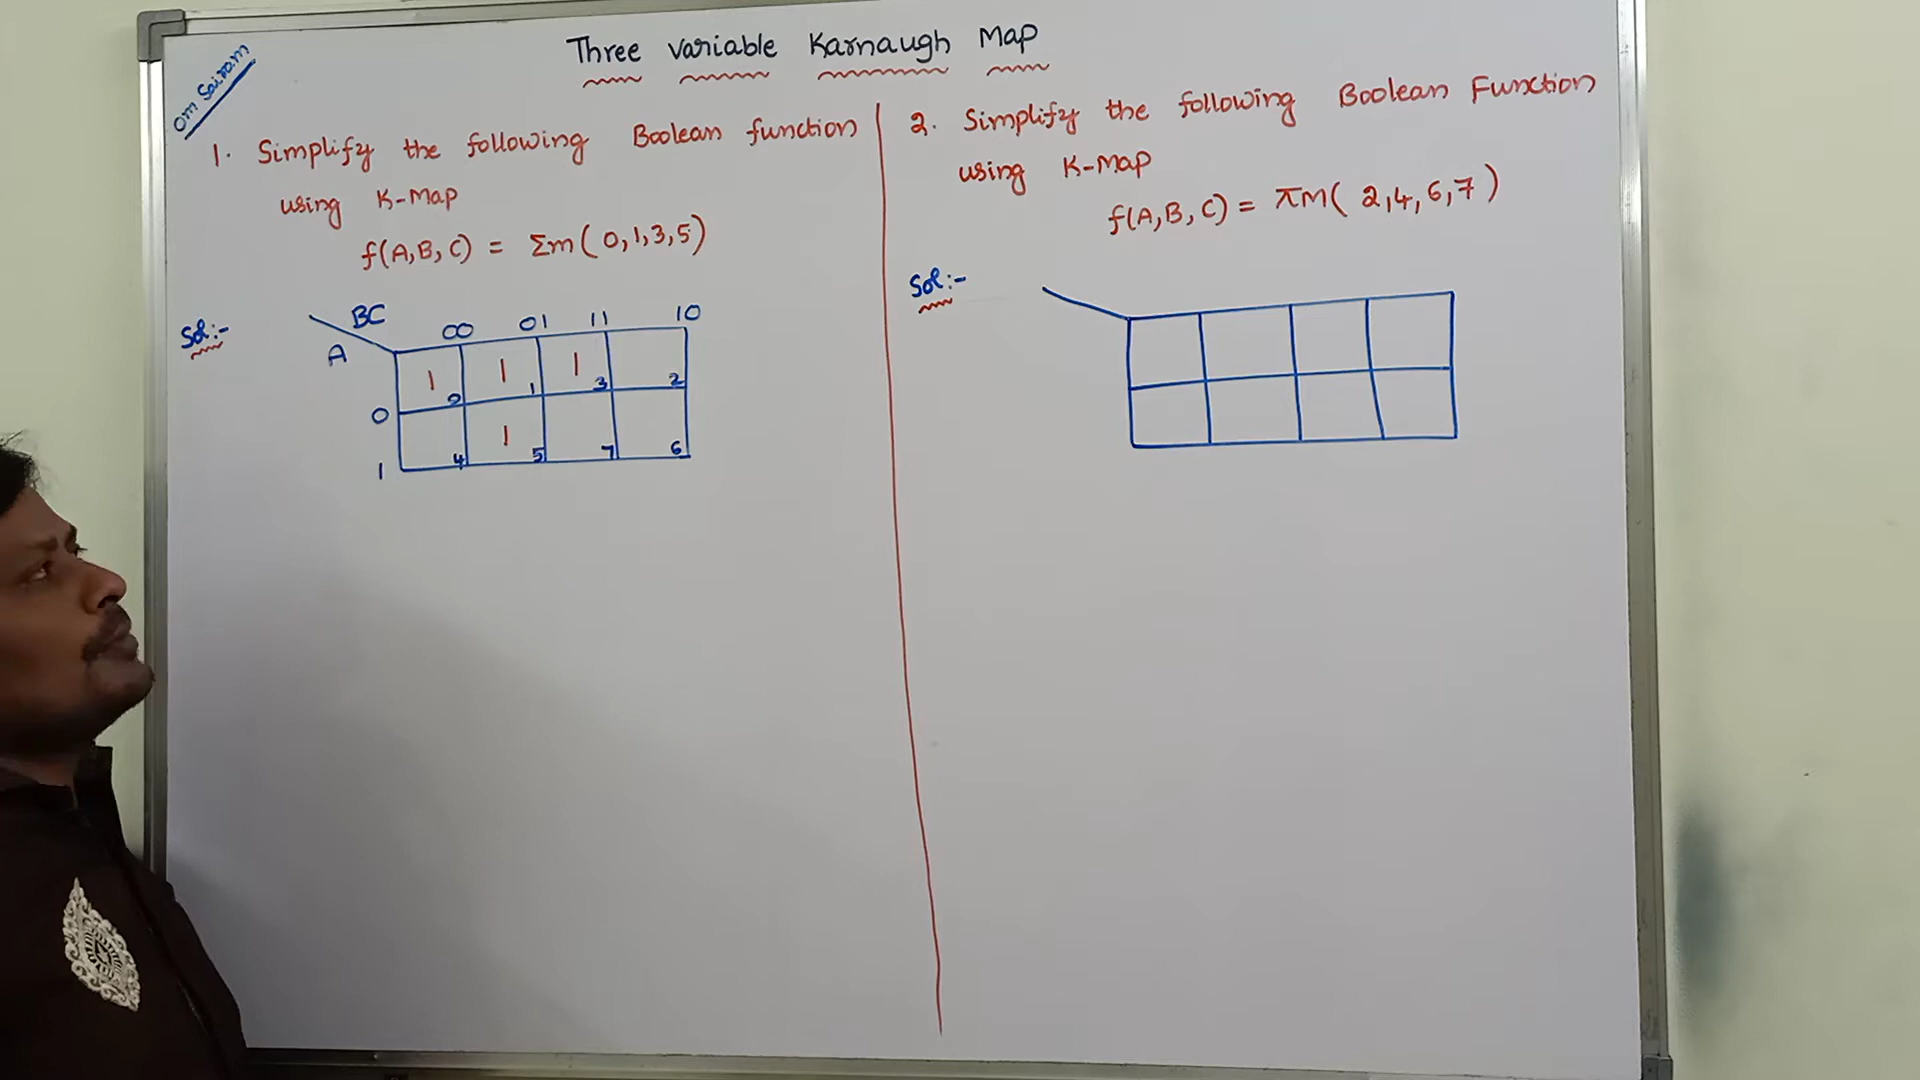 Three Variable Karnaugh Map
Om Sairam
1. Simplify the following Boolean function
using K-Map
f(A,B,C) = Σm( 0,1,3,5)
Sol:-
BC
A
00 01 11 10
0
1 1 1
0 1 3 2
1
1
4 5 7 6
2. Simplify the following Boolean Function
using K-Map
f(A,B,C) = πM( 2,4,6,7)
Sol:-